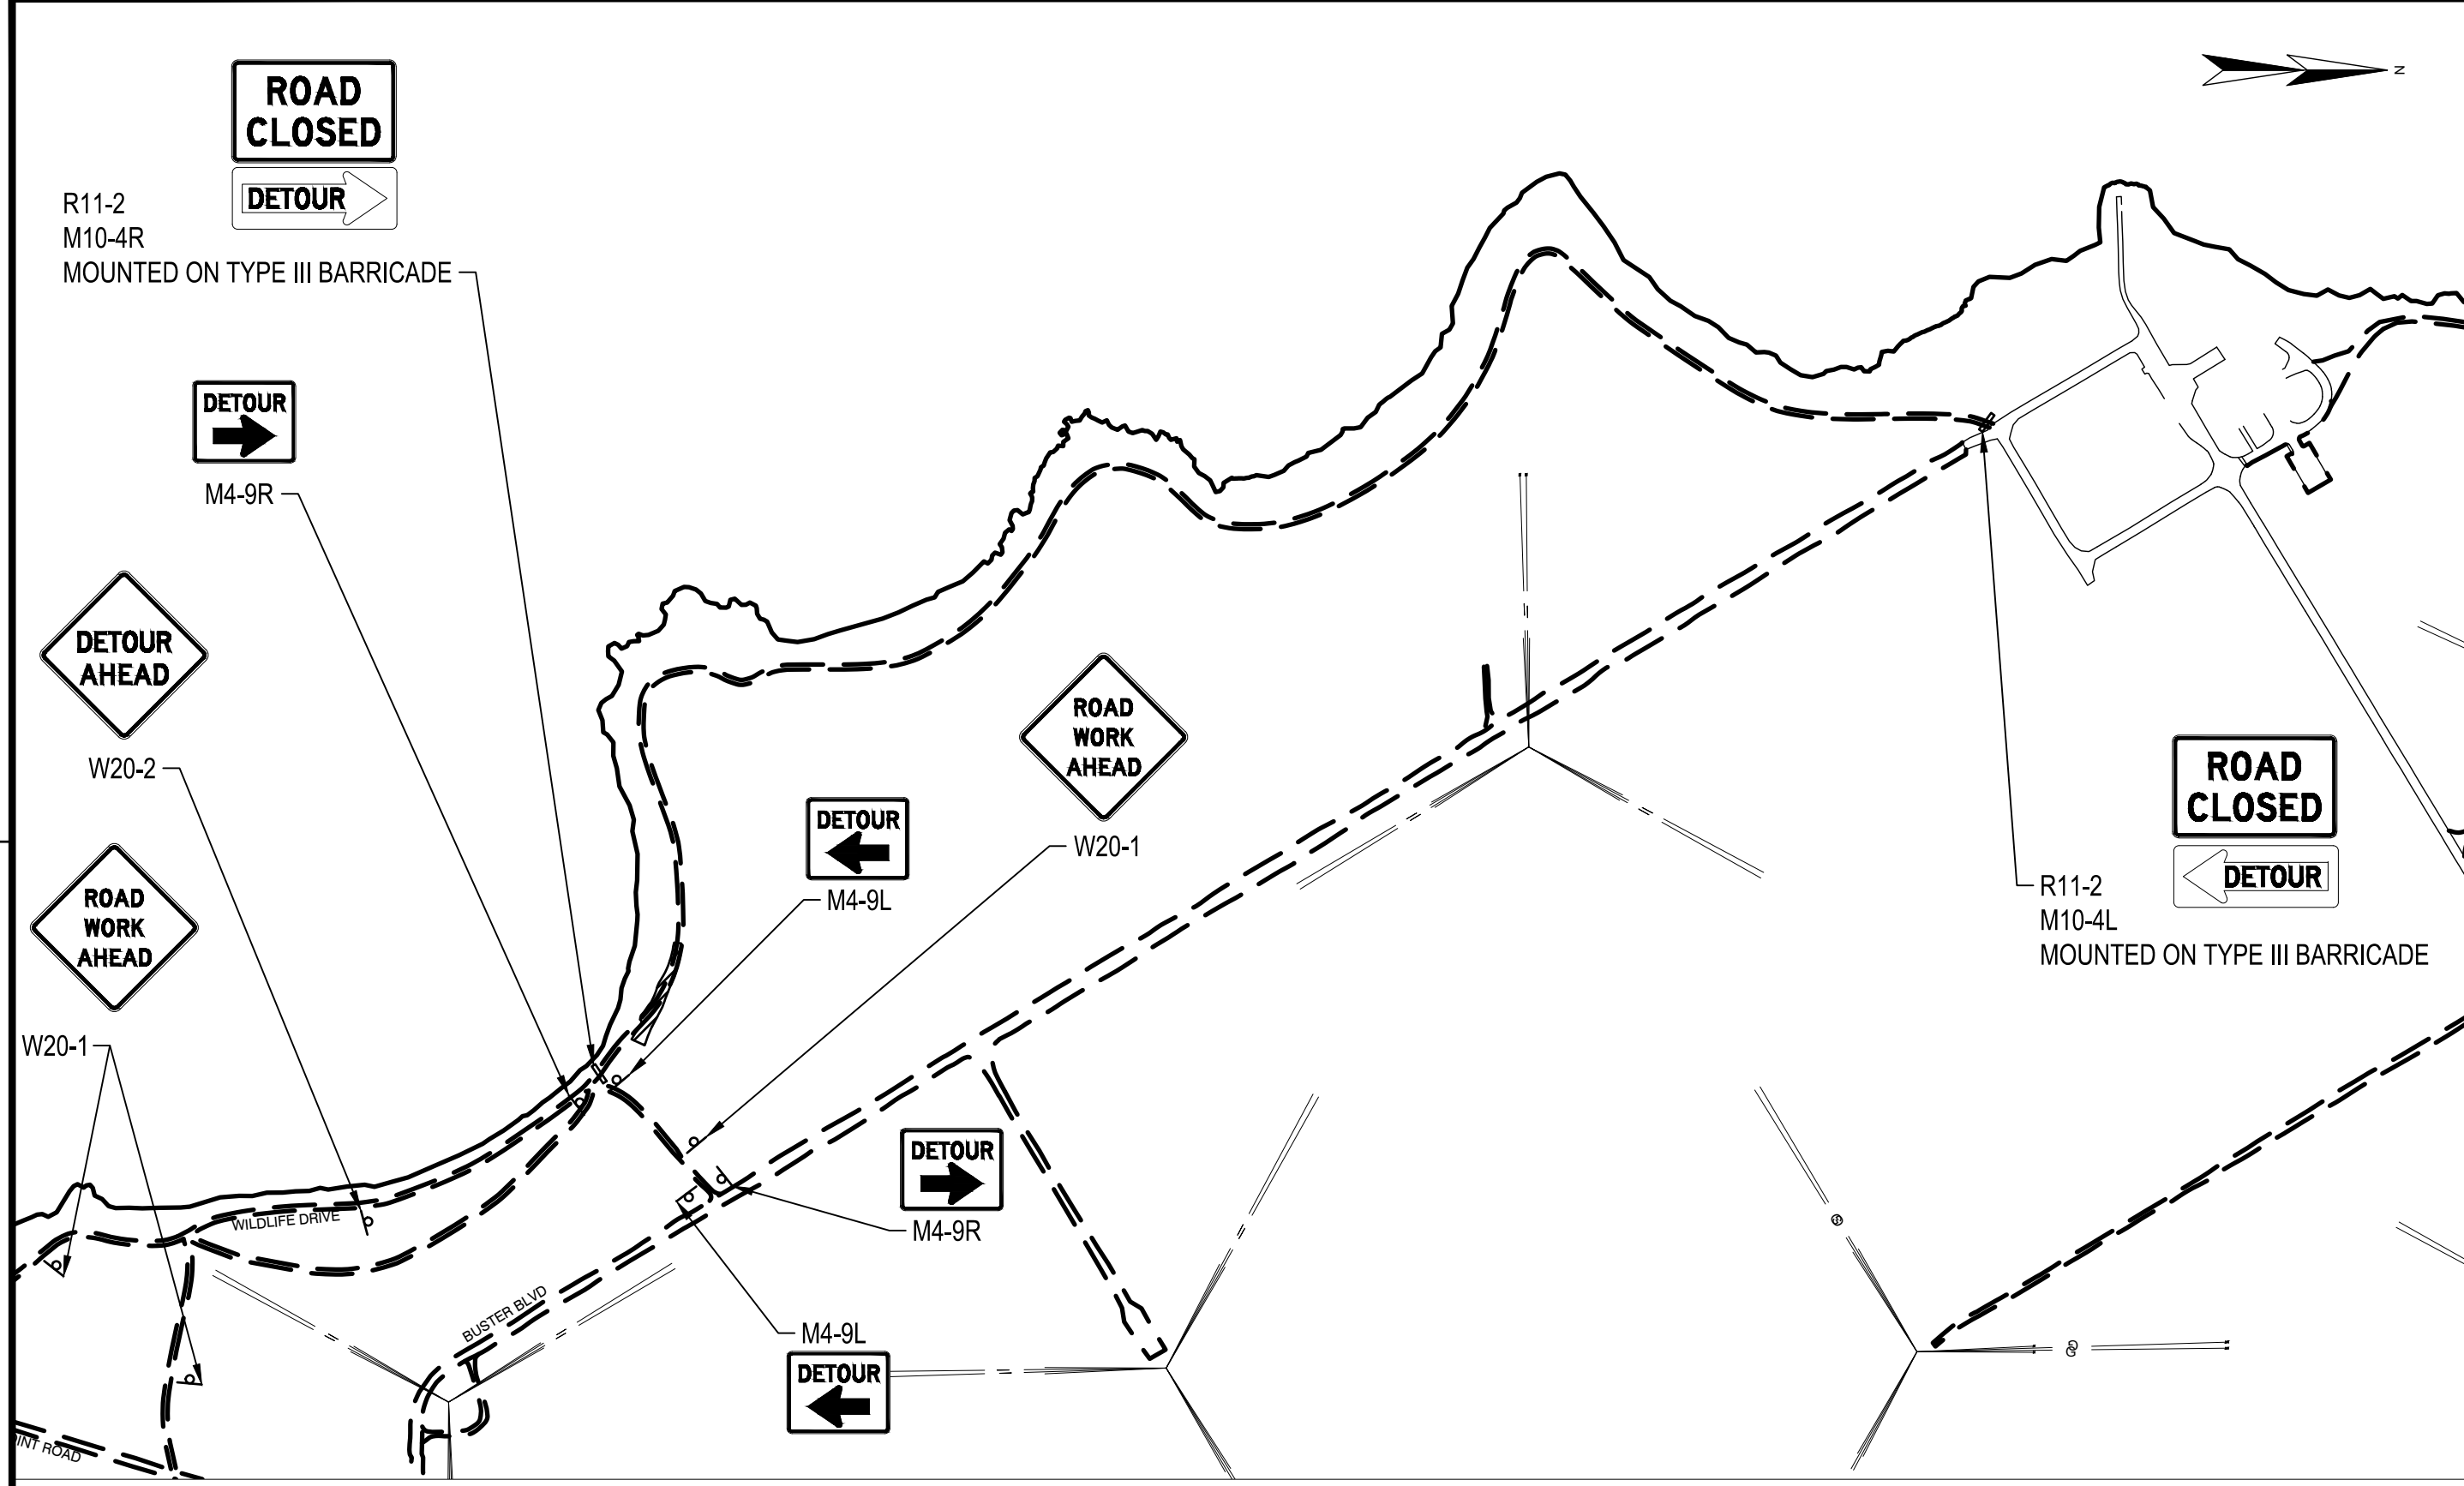 N
ROAD
CLOSED
DETOUR
R11-2
M10-4R
MOUNTED ON TYPE III BARRICADE
DETOUR
M4-9R
DETOUR
AHEAD
W20-2
ROAD
WORK
AHEAD
W20-1
ROAD
WORK
AHEAD
W20-1
DETOUR
M4-9L
ROAD
CLOSED
DETOUR
R11-2
M10-4L
MOUNTED ON TYPE III BARRICADE
DETOUR
M4-9R
M4-9L
DETOUR
WILDLIFE DRIVE
BUSTER BLVD
INT ROAD
G
G